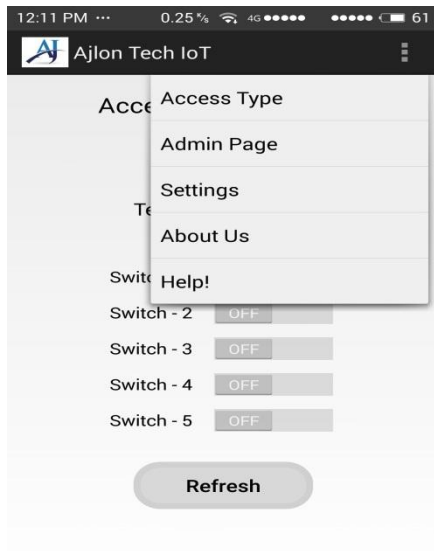 12:11 PM ... 0.25 K/s 4G 61
AJ Ajlon Tech IoT
Acce
Access Type
Admin Page
Te
Settings
About Us
Switc
Help!
Switch - 2 OFF
Switch - 3 OFF
Switch - 4 OFF
Switch - 5 OFF
Refresh